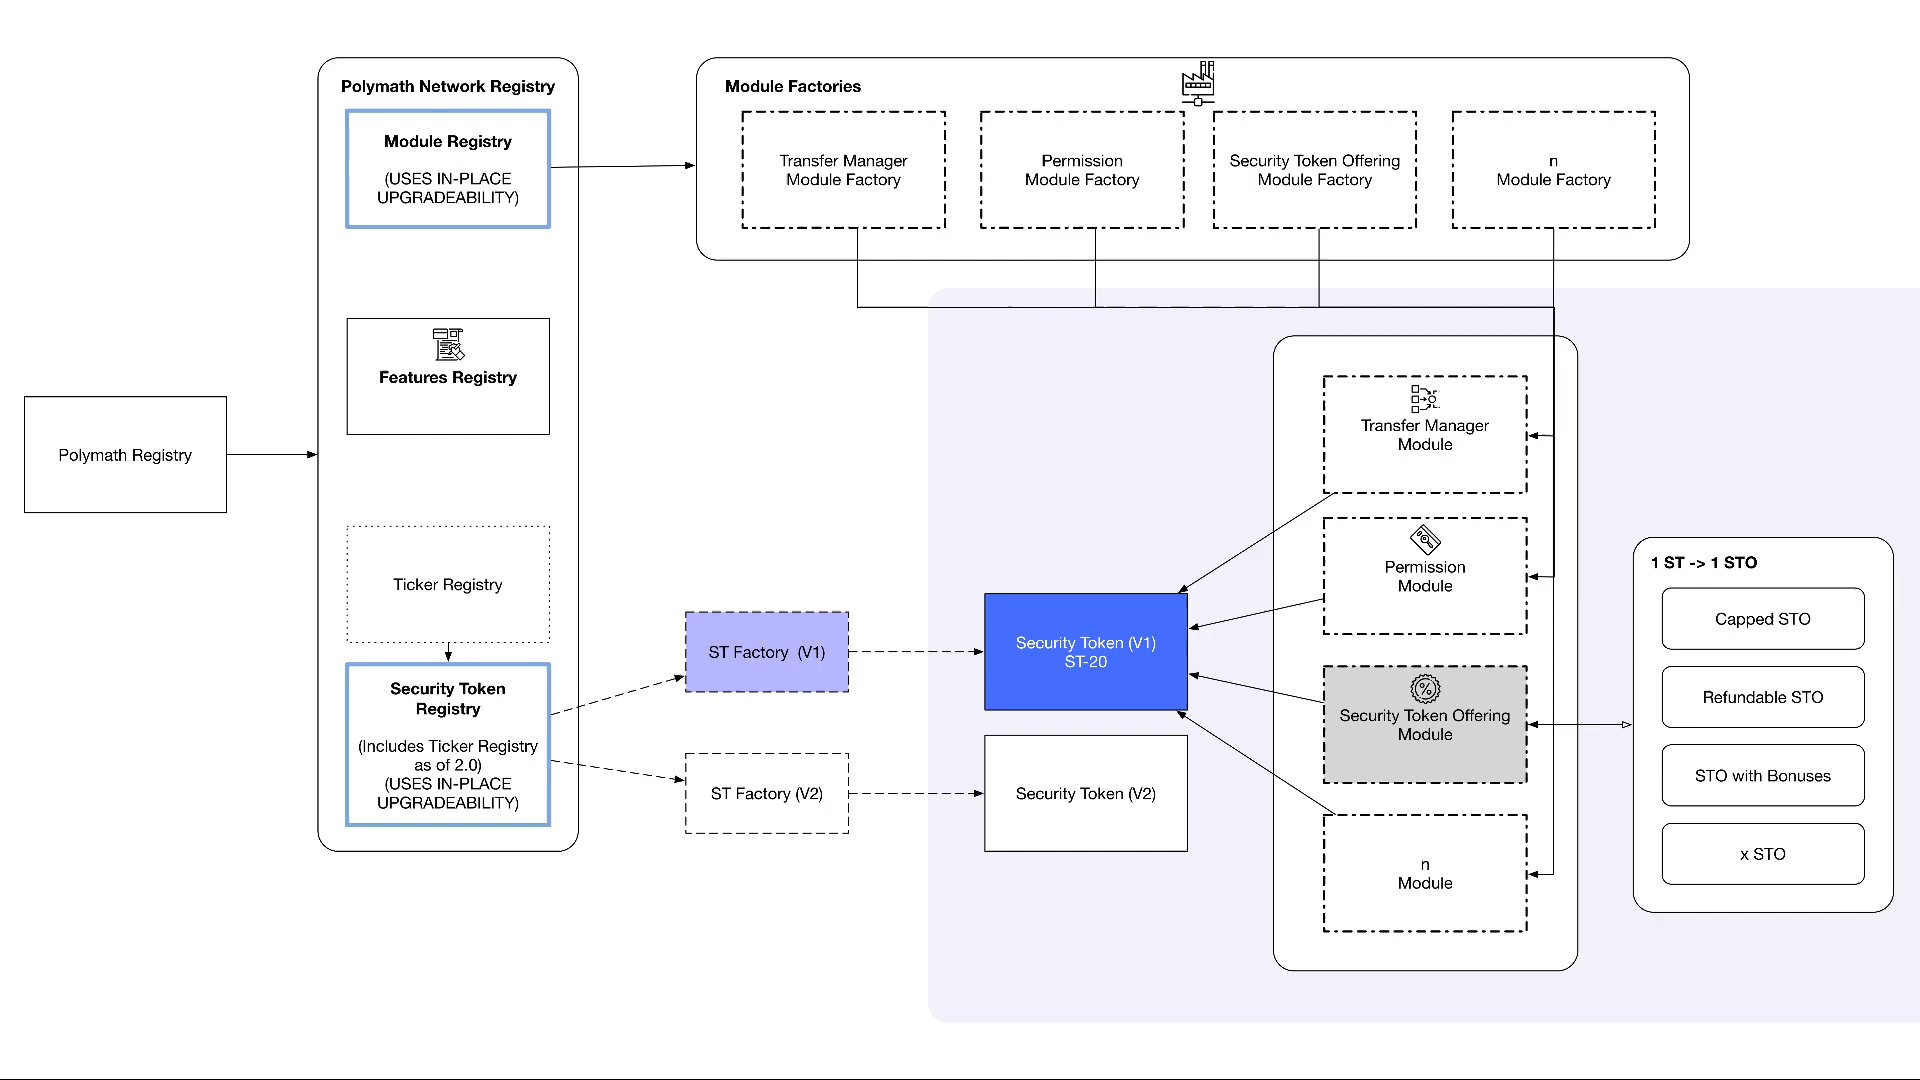 Polymath Registry
Polymath Network Registry
Module Registry
(USES IN-PLACE
UPGRADEABILITY)
Features Registry
Ticker Registry
Security Token
Registry
(Includes Ticker Registry
as of 2.0)
(USES IN-PLACE
UPGRADEABILITY)
Module Factories
Transfer Manager
Module Factory
Permission
Module Factory
Security Token Offering
Module Factory
n
Module Factory
ST Factory (V1)
ST Factory (V2)
Security Token (V1)
ST-20
Security Token (V2)
Transfer Manager
Module
Permission
Module
Security Token Offering
Module
n
Module
1 ST -> 1 STO
Capped STO
Refundable STO
STO with Bonuses
x STO